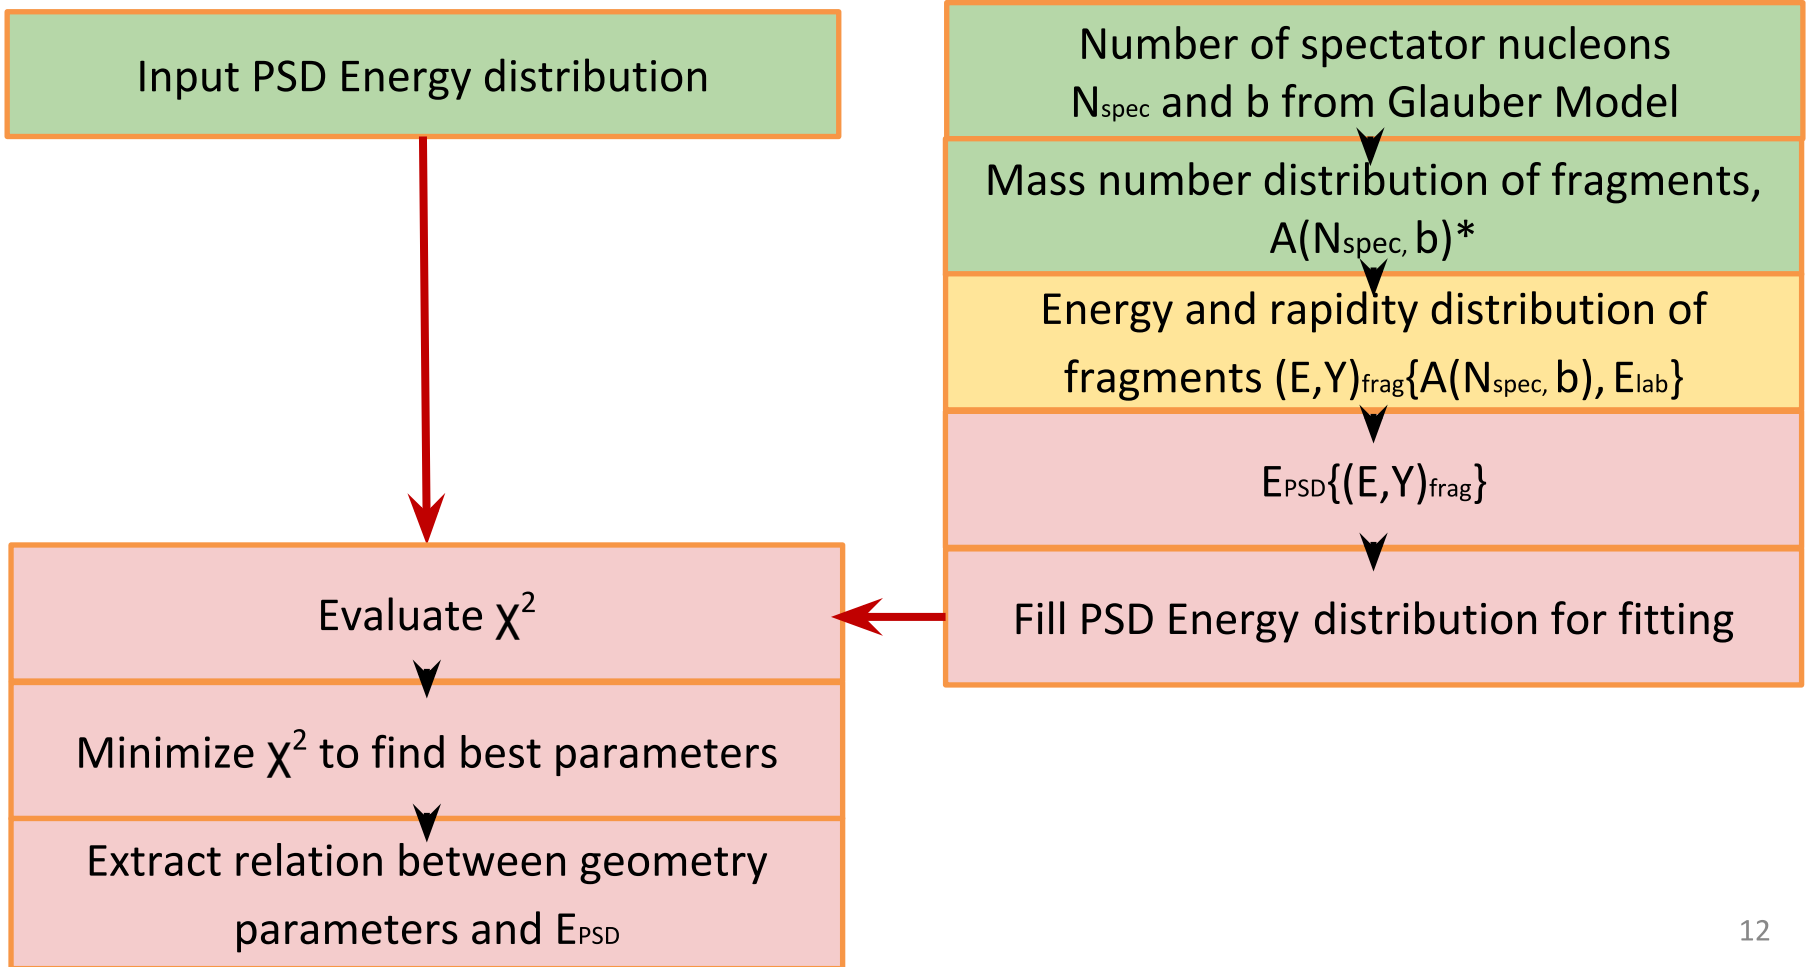 Input PSD Energy distribution
Number of spectator nucleons
Nspec and b from Glauber Model
Mass number distribution of fragments,
A(Nspec, b)*
Energy and rapidity distribution of
fragments (E,Y)frag{A(Nspec, b), Elab}
EPSD{(E,Y)frag}
Fill PSD Energy distribution for fitting
Evaluate χ²
Minimize χ² to find best parameters
Extract relation between geometry
parameters and EPSD
12